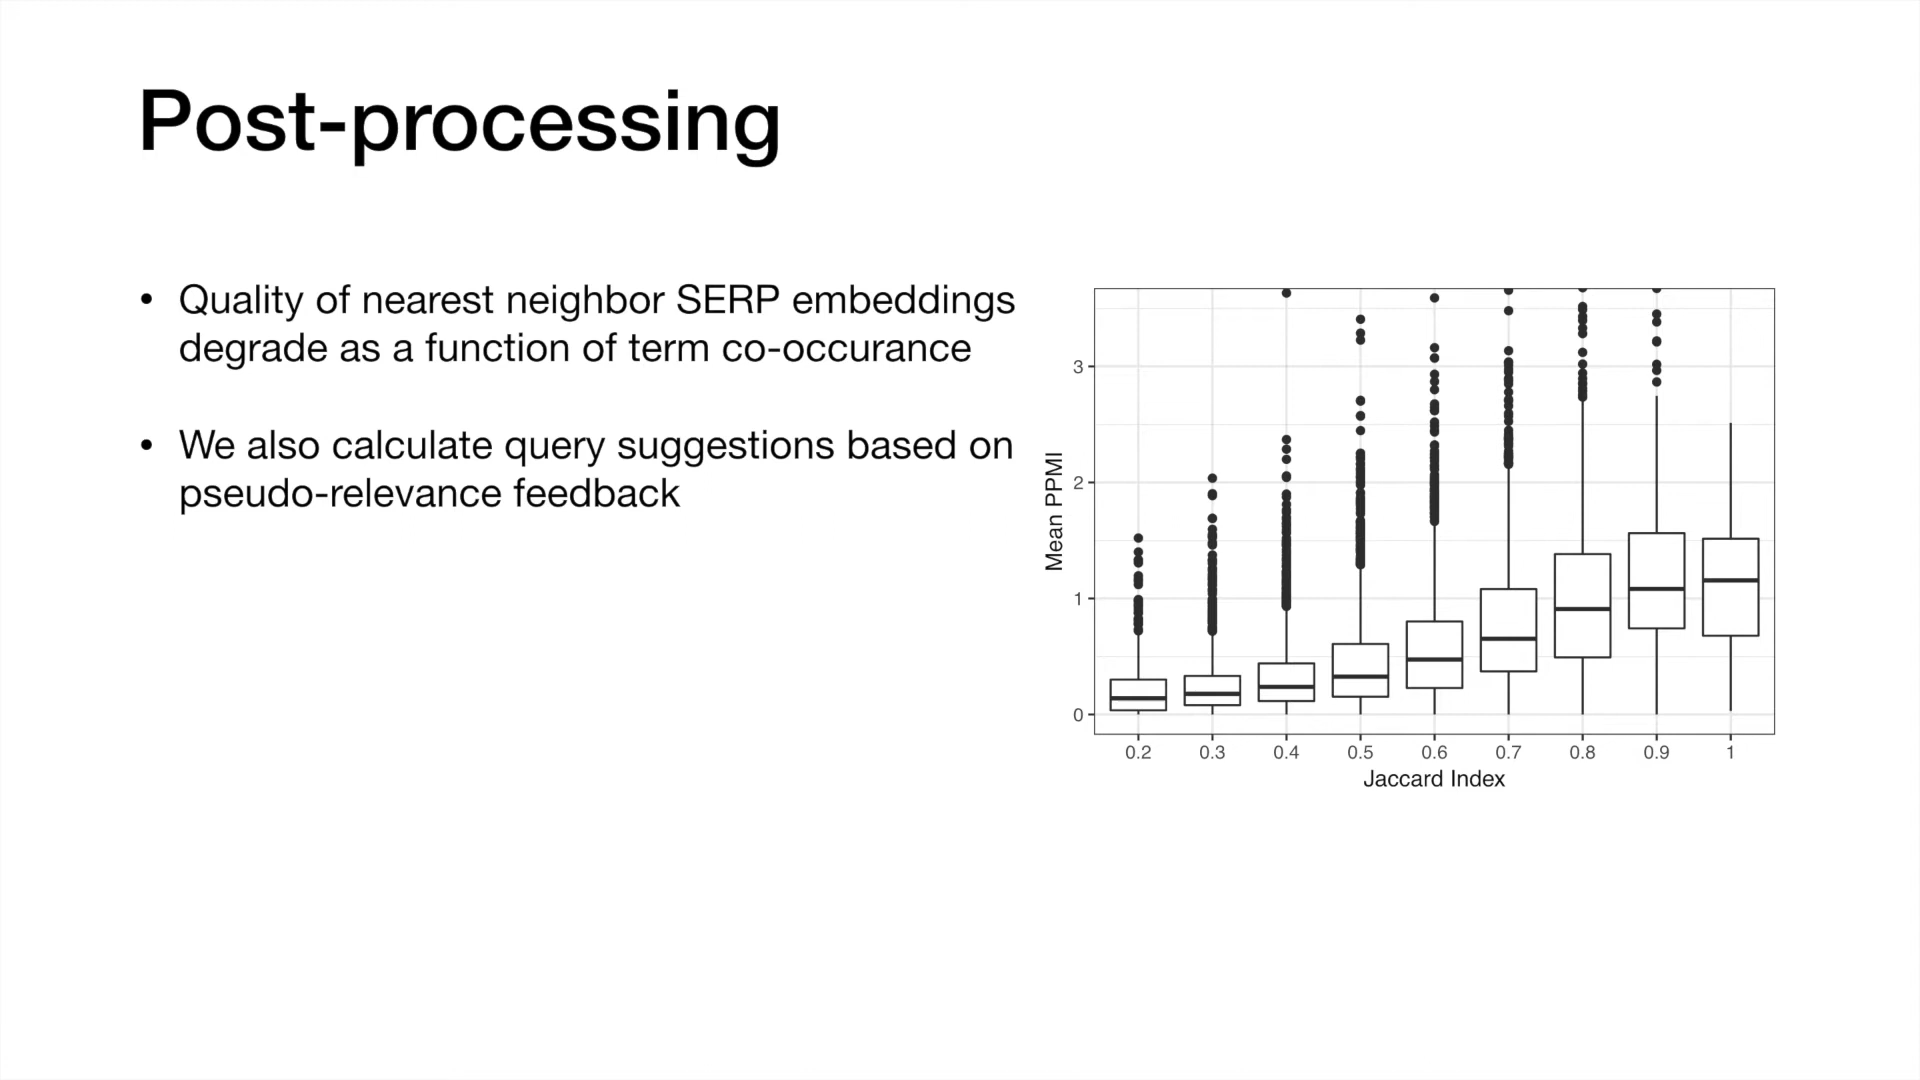 Post-processing
• Quality of nearest neighbor SERP embeddings
degrade as a function of term co-occurance
• We also calculate query suggestions based on
pseudo-relevance feedback
Mean PPMI
3
2
1
0
0.2 0.3 0.4 0.5 0.6 0.7 0.8 0.9 1
Jaccard Index